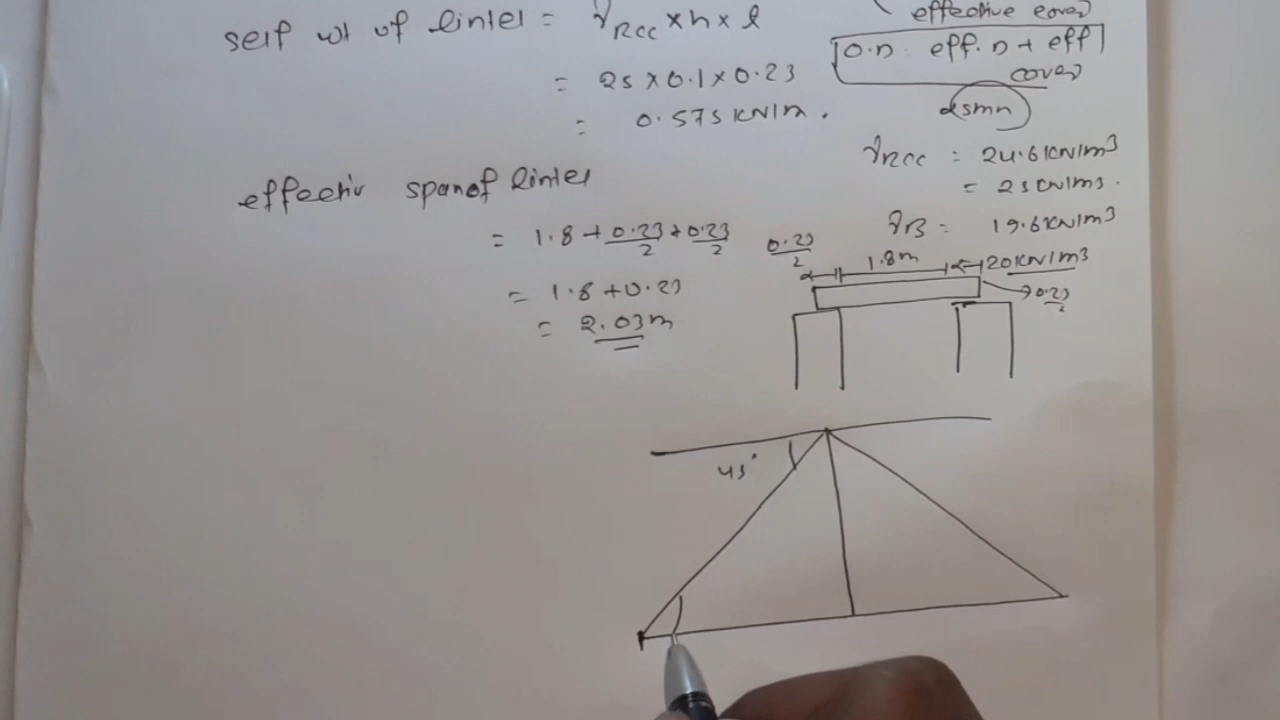 self wt of lintel = γRCC × h × l
= 25 × 0.1 × 0.23
= 0.575 KN/m.
effectiv span of lintel
= 1.8 + 0.23/2 + 0.23/2
= 1.8 + 0.23
= 2.03m
effective cover
O.D = eff. D + eff
cover
25mm
γRCC = 24.6 KN/m3
= 25 KN/m3.
γB = 19.6 KN/m3
20 KN/m3
0.23/2
1.8m
0.23/2
45°